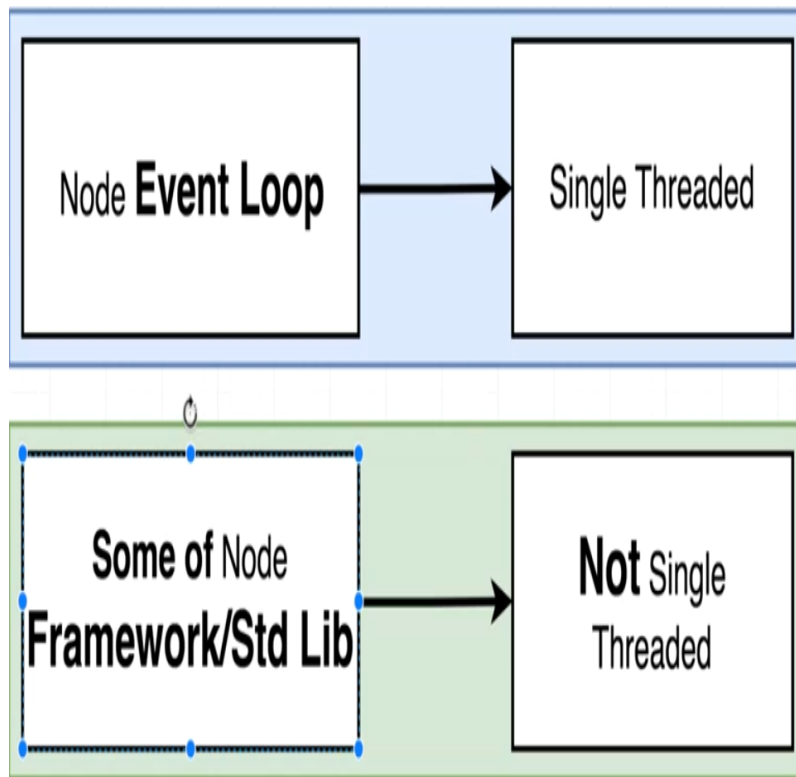 Node Event Loop
Single Threaded
Some of Node
Framework/Std Lib
Not Single
Threaded